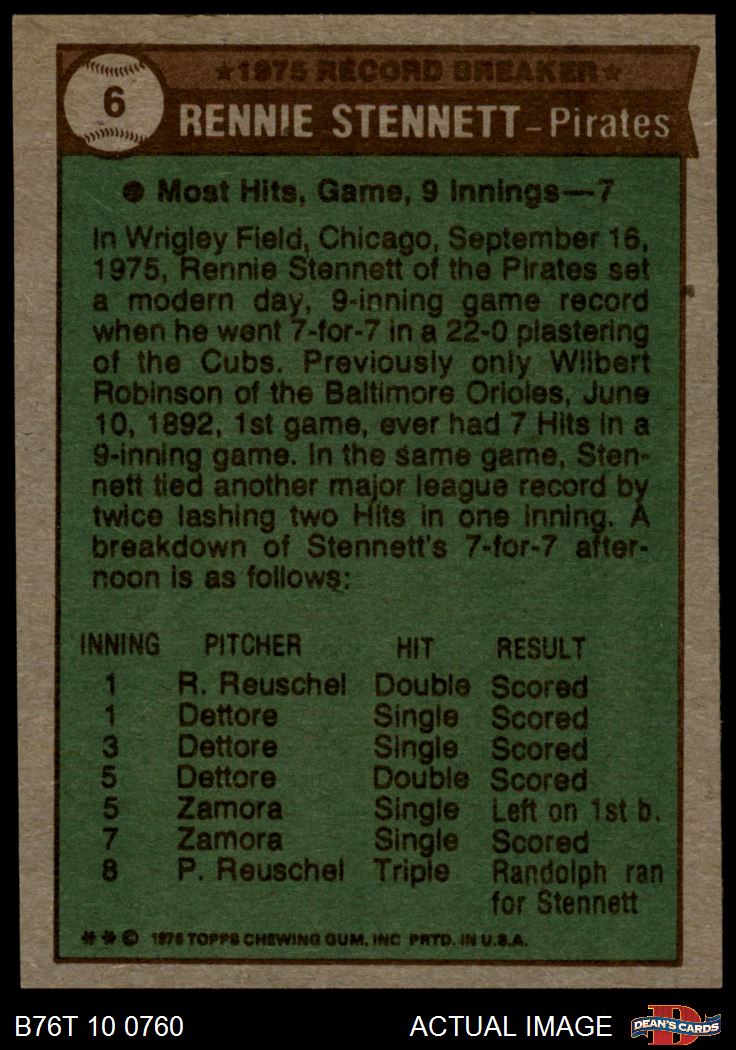 6
★1975 RECORD BREAKER★
RENNIE STENNETT – Pirates
● Most Hits, Game, 9 Innings—7
In Wrigley Field, Chicago, September 16,
1975, Rennie Stennett of the Pirates set
a modern day, 9-inning game record
when he went 7-for-7 in a 22-0 plastering
of the Cubs. Previously only Wilbert
Robinson of the Baltimore Orioles, June
10, 1892, 1st game, ever had 7 Hits in a
9-inning game. In the same game, Sten-
nett tied another major league record by
twice lashing two Hits in one inning. A
breakdown of Stennett's 7-for-7 after-
noon is as follows:
INNING PITCHER HIT RESULT
1 R. Reuschel Double Scored
1 Dettore Single Scored
3 Dettore Single Scored
5 Dettore Double Scored
5 Zamora Single Left on 1st b.
7 Zamora Single Scored
8 P. Reuschel Triple Randolph ran
for Stennett
✱ ✱ © 1976 TOPPS CHEWING GUM, INC PRTD. IN U.S.A.
B76T 10 0760
ACTUAL IMAGE
DEAN'S CARDS